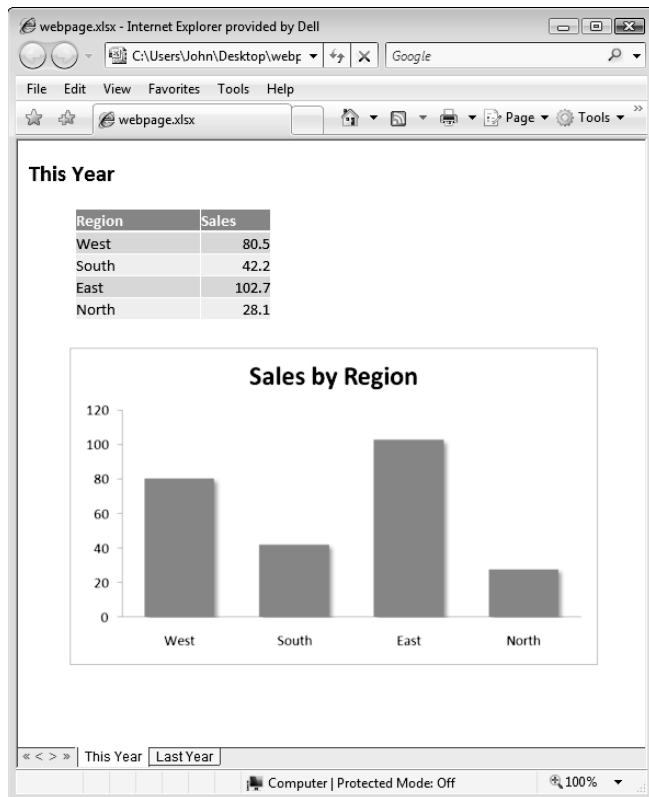 webpage.xlsx - Internet Explorer provided by Dell
C:\Users\John\Desktop\webp
Google
File Edit View Favorites Tools Help
webpage.xlsx
Page
Tools
This Year
Region Sales
West 80.5
South 42.2
East 102.7
North 28.1
Sales by Region
120
100
80
60
40
20
0
West South East North
« < > » This Year Last Year
Computer | Protected Mode: Off 100%